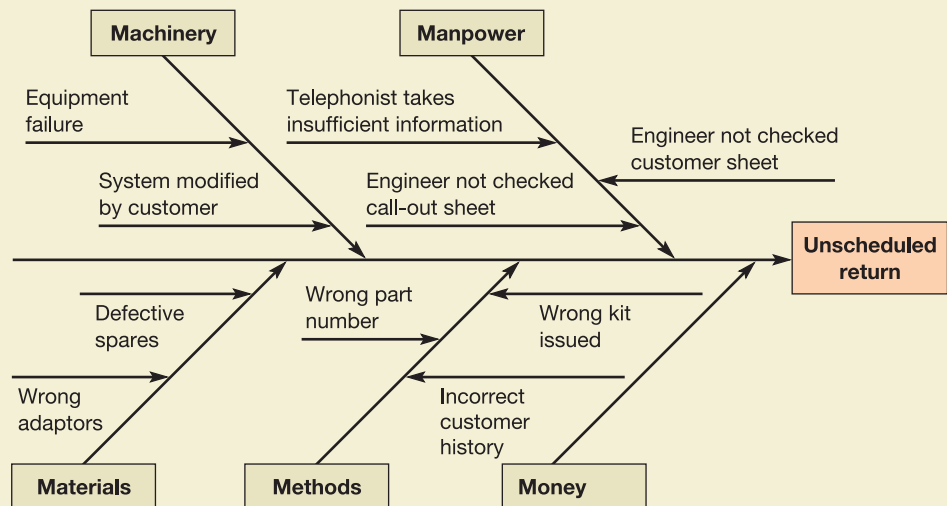 Machinery
Manpower
Equipment
failure
Telephonist takes
insufficient information
Engineer not checked
customer sheet
System modified
by customer
Engineer not checked
call-out sheet
Unscheduled
return
Defective
spares
Wrong part
number
Wrong kit
issued
Wrong
adaptors
Incorrect
customer
history
Materials
Methods
Money